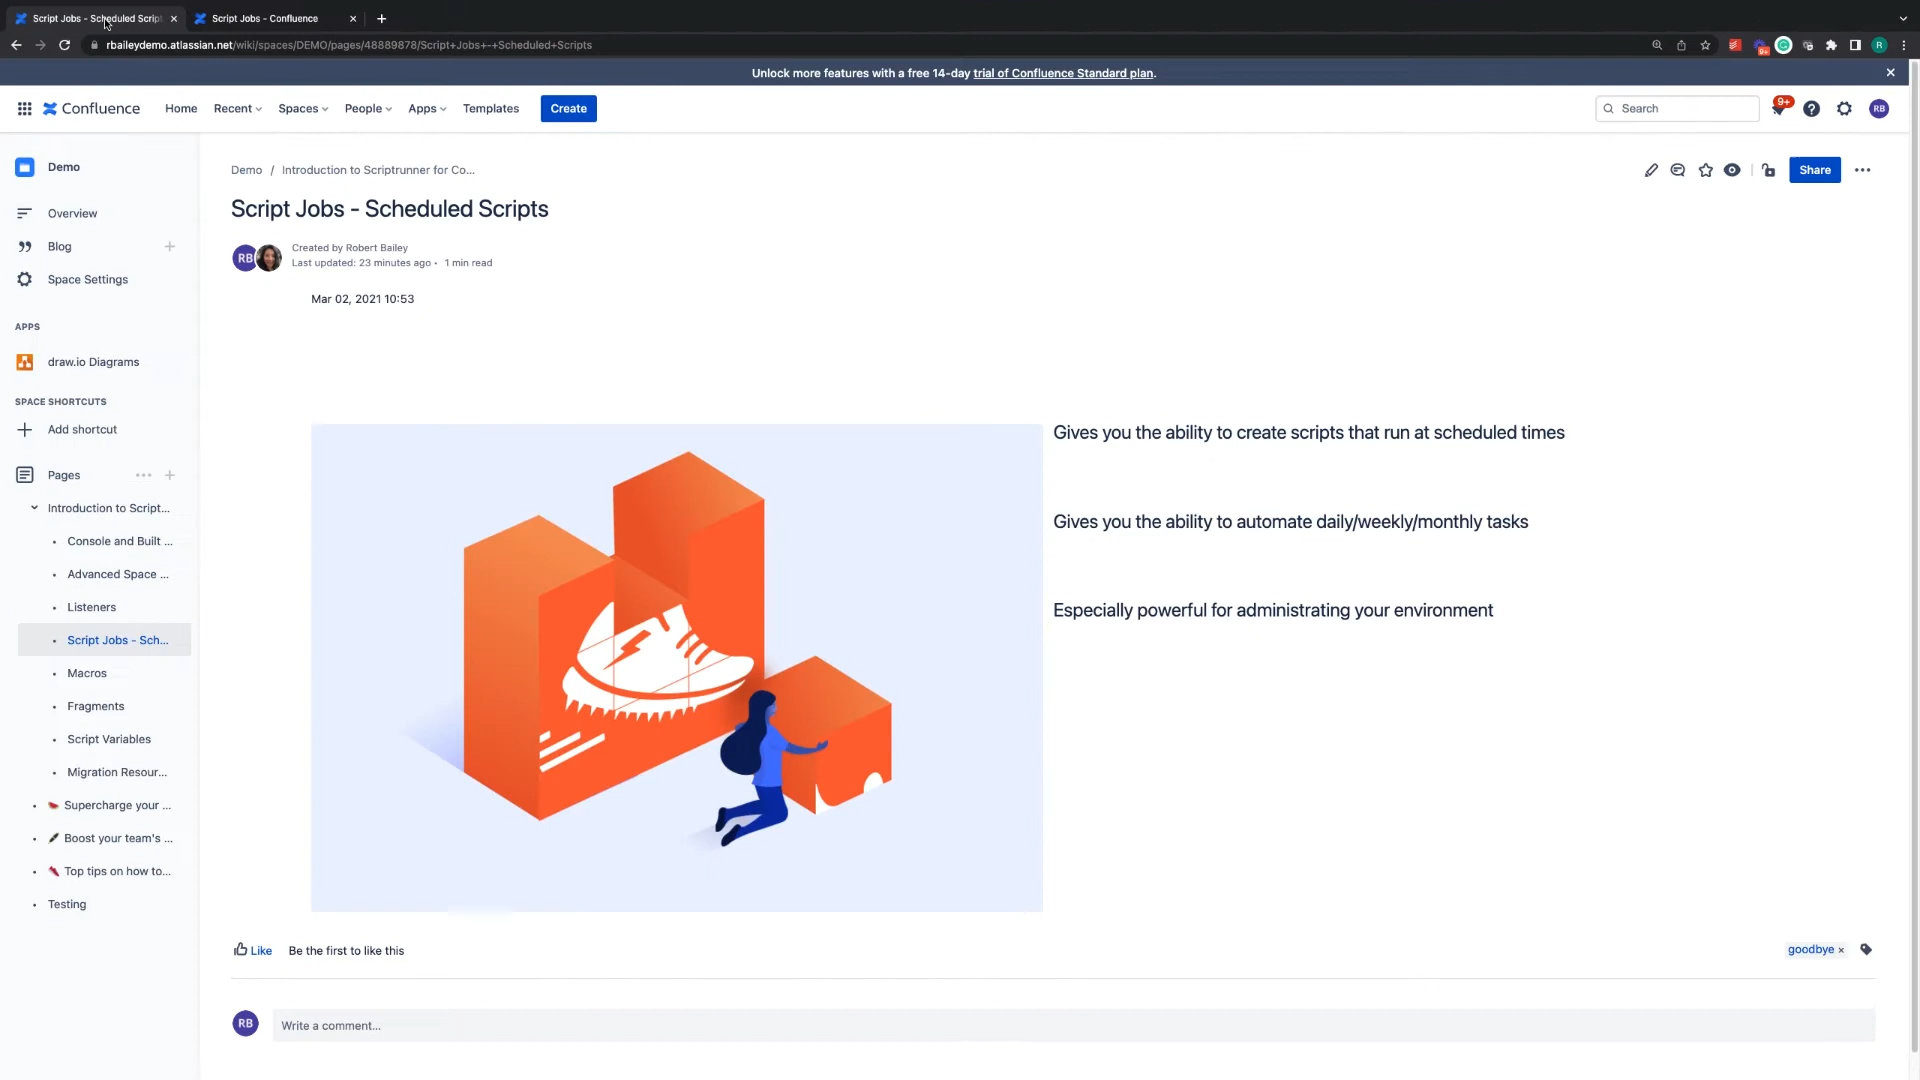 Script Jobs - Scheduled Script
Script Jobs - Confluence
rbaileydemo.atlassian.net/wiki/spaces/DEMO/pages/48889878/Script+Jobs+-+Scheduled+Scripts
Unlock more features with a free 14-day trial of Confluence Standard plan.
Confluence
Home
Recent
Spaces
People
Apps
Templates
Create
Search
9+
RB
Demo
Overview
Blog
Space Settings
APPS
draw.io Diagrams
SPACE SHORTCUTS
Add shortcut
Pages
Introduction to Script...
Console and Built ...
Advanced Space ...
Listeners
Script Jobs - Sch...
Macros
Fragments
Script Variables
Migration Resour...
Supercharge your ...
Boost your team's ...
Top tips on how to...
Testing
Demo / Introduction to Scriptrunner for Co...
Share
Script Jobs - Scheduled Scripts
RB
Created by Robert Bailey
Last updated: 23 minutes ago • 1 min read
Mar 02, 2021 10:53
Gives you the ability to create scripts that run at scheduled times
Gives you the ability to automate daily/weekly/monthly tasks
Especially powerful for administrating your environment
Like
Be the first to like this
goodbye ×
RB
Write a comment...